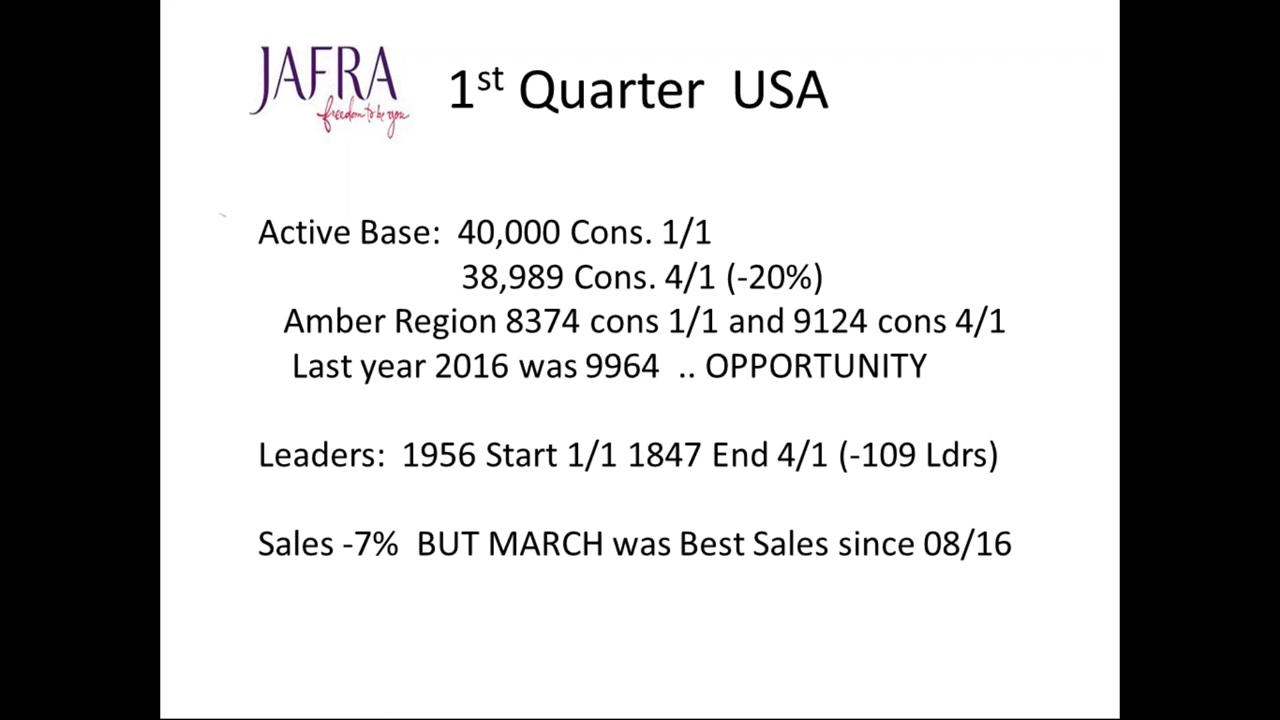 JAFRA
freedom to be you
1st Quarter USA
Active Base: 40,000 Cons. 1/1
38,989 Cons. 4/1 (-20%)
Amber Region 8374 cons 1/1 and 9124 cons 4/1
Last year 2016 was 9964 .. OPPORTUNITY
Leaders: 1956 Start 1/1 1847 End 4/1 (-109 Ldrs)
Sales -7% BUT MARCH was Best Sales since 08/16